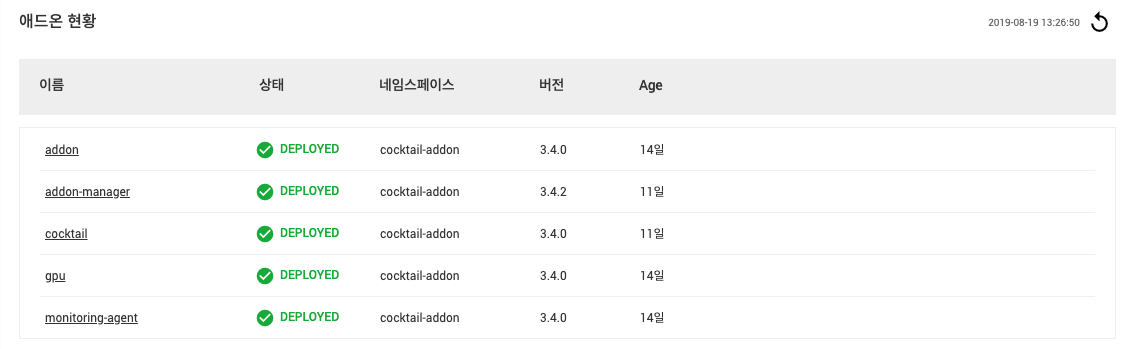 애드온 현황
2019-08-19 13:26:50
이름 상태 네임스페이스 버전 Age
addon DEPLOYED cocktail-addon 3.4.0 14일
addon-manager DEPLOYED cocktail-addon 3.4.2 11일
cocktail DEPLOYED cocktail-addon 3.4.0 11일
gpu DEPLOYED cocktail-addon 3.4.0 14일
monitoring-agent DEPLOYED cocktail-addon 3.4.0 14일